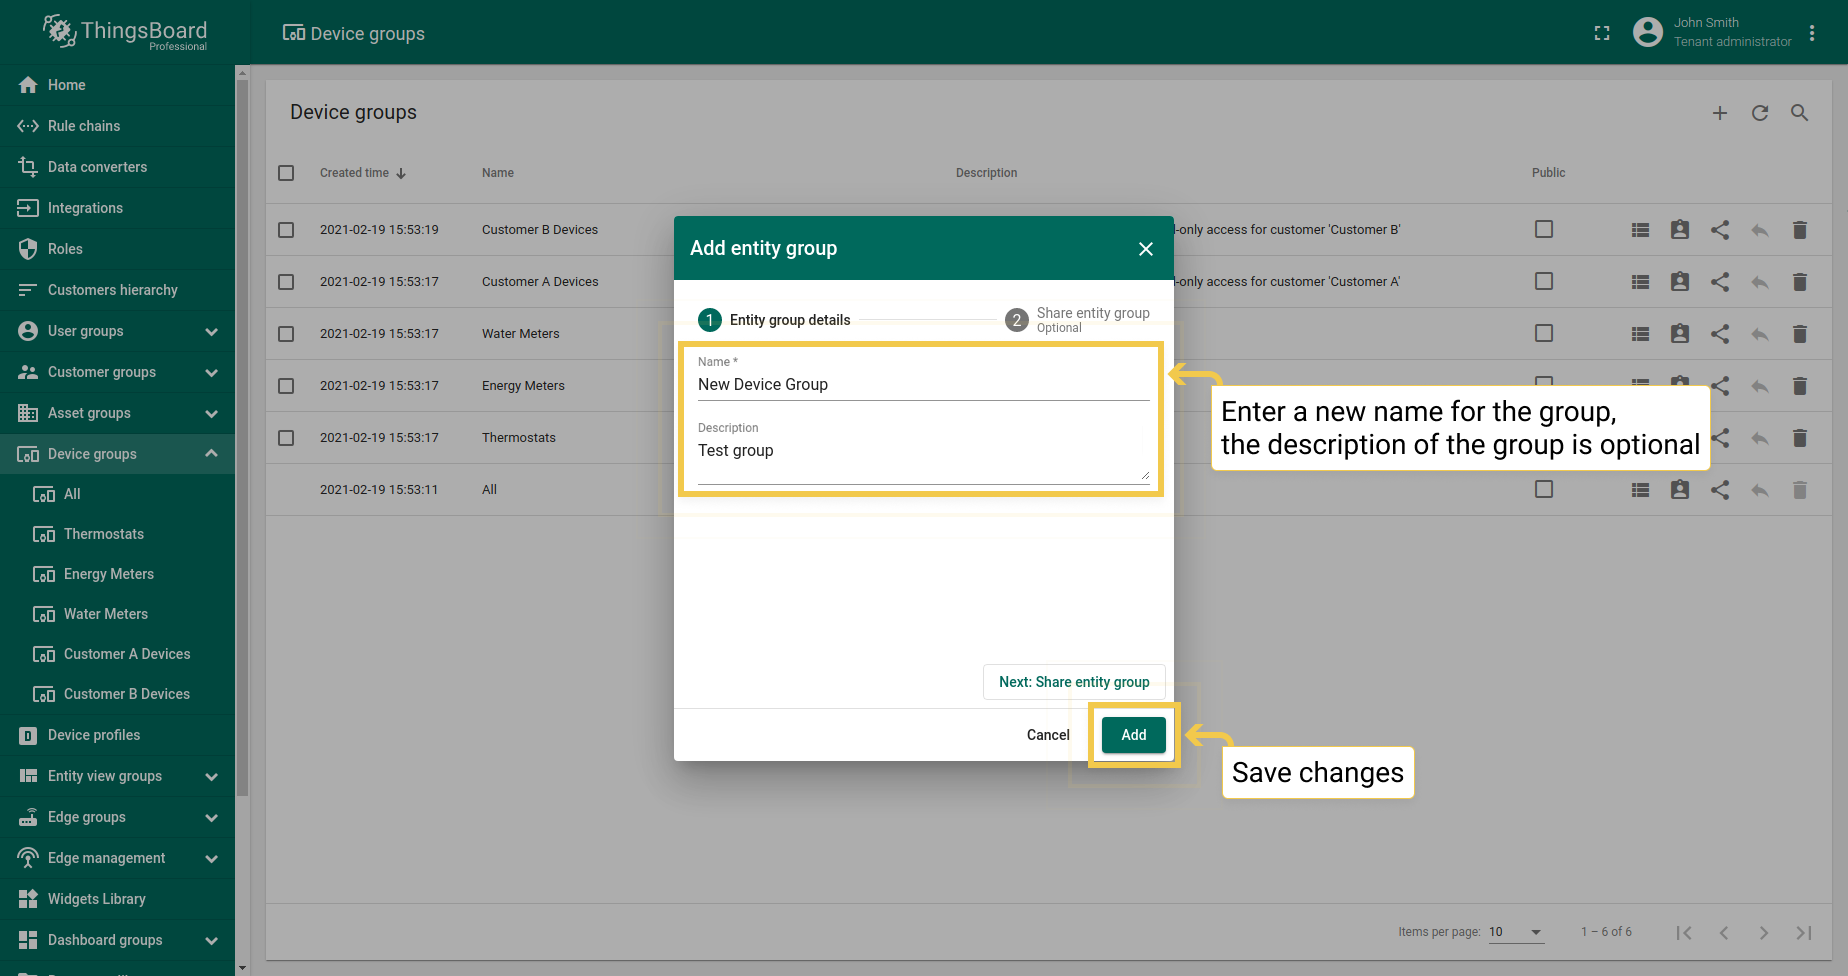 ThingsBoard
Professional
Device groups
John Smith
Tenant administrator
Home
Rule chains
Data converters
Integrations
Roles
Customers hierarchy
User groups
Customer groups
Asset groups
Device groups
All
Thermostats
Energy Meters
Water Meters
Customer A Devices
Customer B Devices
Device profiles
Entity view groups
Edge groups
Edge management
Widgets Library
Dashboard groups
Device groups
Created time Name Description Public
2021-02-19 15:53:19 Customer B Devices -only access for customer 'Customer B'
2021-02-19 15:53:17 Customer A Devices -only access for customer 'Customer A'
2021-02-19 15:53:17 Water Meters
2021-02-19 15:53:17 Energy Meters
2021-02-19 15:53:17 Thermostats
2021-02-19 15:53:11 All
Add entity group
1 Entity group details
2 Share entity group
Optional
Name *
New Device Group
Description
Test group
Next: Share entity group
Cancel Add
Enter a new name for the group,
the description of the group is optional
Save changes
Items per page: 10 1 – 6 of 6